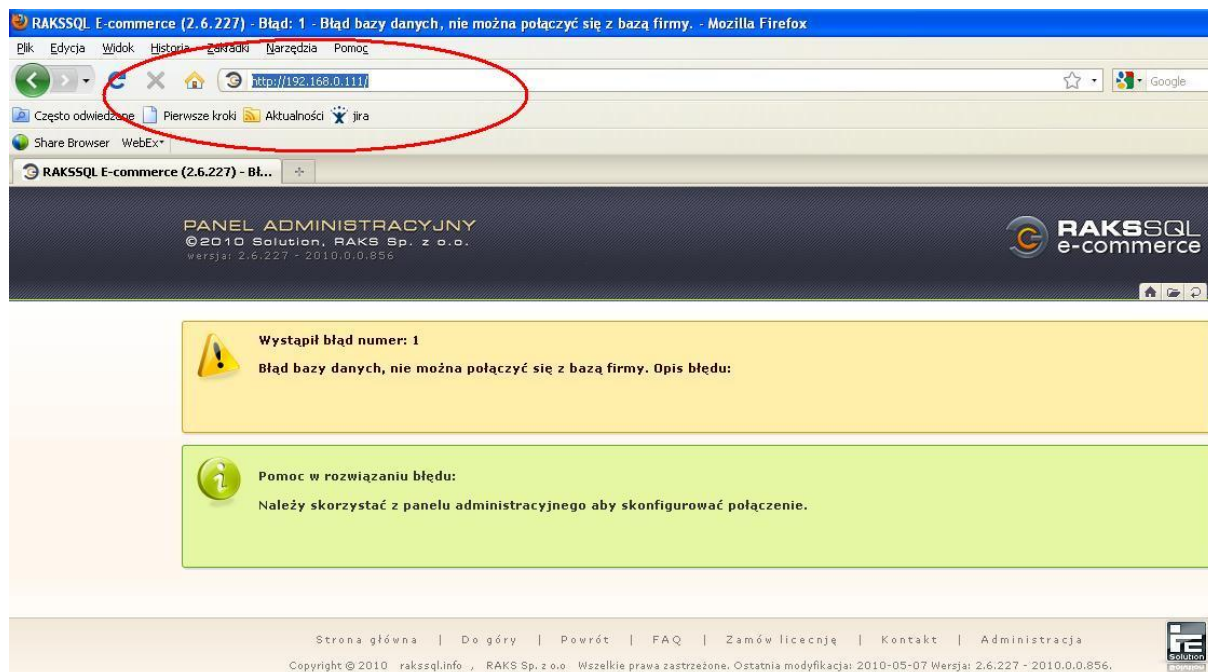 RAKSSQL E-commerce (2.6.227) - Błąd: 1 - Błąd bazy danych, nie można połączyć się z bazą firmy. - Mozilla Firefox
Plik Edycja Widok Historia Zakładki Narzędzia Pomoc
http://192.168.0.111/
Google
Często odwiedzane Pierwsze kroki Aktualności jira
Share Browser WebEx
RAKSSQL E-commerce (2.6.227) - Bł...
PANEL ADMINISTRACYJNY
©2010 Solution, RAKS Sp. z o.o.
wersja: 2.6.227 - 2010.0.0.856
RAKSSQL
e-commerce
Wystąpił błąd numer: 1
Błąd bazy danych, nie można połączyć się z bazą firmy. Opis błędu:
Pomoc w rozwiązaniu błędu:
Należy skorzystać z panelu administracyjnego aby skonfigurować połączenie.
Strona główna | Do góry | Powrót | FAQ | Zamów licecnję | Kontakt | Administracja
Copyright © 2010 rakssql.info , RAKS Sp. z o.o Wszelkie prawa zastrzeżone. Ostatnia modyfikacja: 2010-05-07 Wersja: 2.6.227 - 2010.0.0.856.
Solution